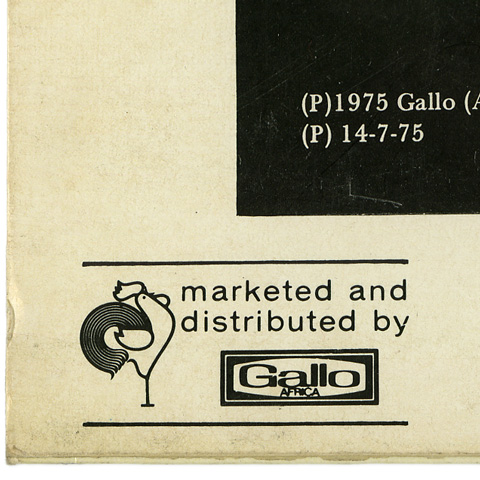 (P)1975 Gallo (A
(P) 14-7-75
marketed and
distributed by
Gallo
AFRICA